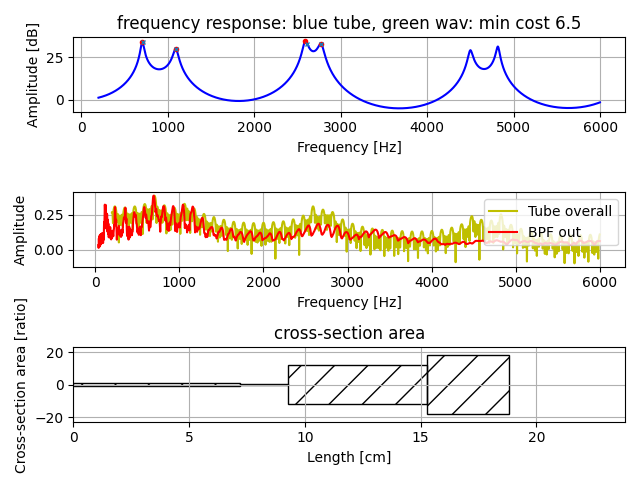 frequency response: blue tube, green wav: min cost 6.5
Amplitude [dB]
25
0
0 1000 2000 3000 4000 5000 6000
Frequency [Hz]
Amplitude
0.25
0.00
Tube overall
BPF out
0 1000 2000 3000 4000 5000 6000
Frequency [Hz]
cross-section area
Cross-section area [ratio]
20
0
−20
0 5 10 15 20
Length [cm]